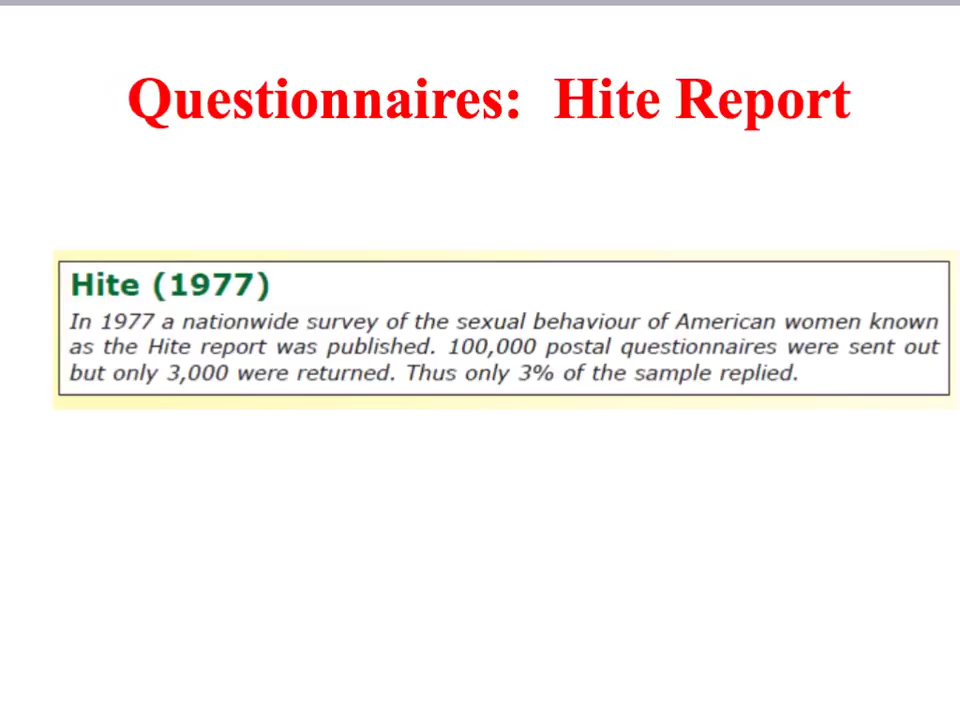 Questionnaires: Hite Report
Hite (1977)
In 1977 a nationwide survey of the sexual behaviour of American women known
as the Hite report was published. 100,000 postal questionnaires were sent out
but only 3,000 were returned. Thus only 3% of the sample replied.